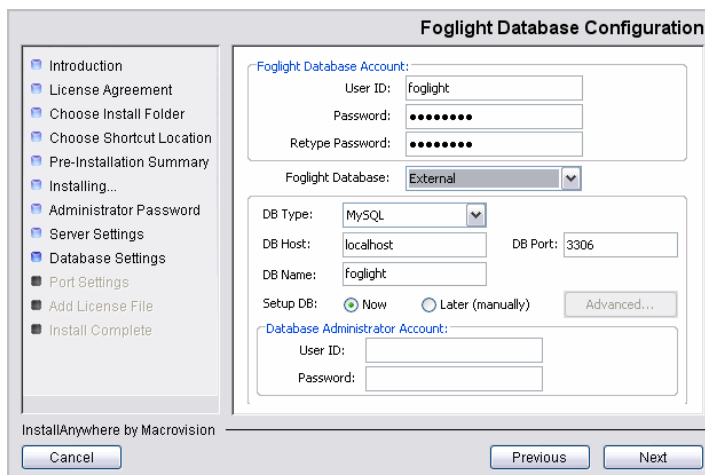 Foglight Database Configuration
Introduction
License Agreement
Choose Install Folder
Choose Shortcut Location
Pre-Installation Summary
Installing...
Administrator Password
Server Settings
Database Settings
Port Settings
Add License File
Install Complete
Foglight Database Account:
User ID: foglight
Password: ●●●●●●●●
Retype Password: ●●●●●●●●
Foglight Database: External
DB Type: MySQL
DB Host: localhost DB Port: 3306
DB Name: foglight
Setup DB: Now Later (manually) Advanced...
Database Administrator Account:
User ID:
Password:
InstallAnywhere by Macrovision
Cancel Previous Next